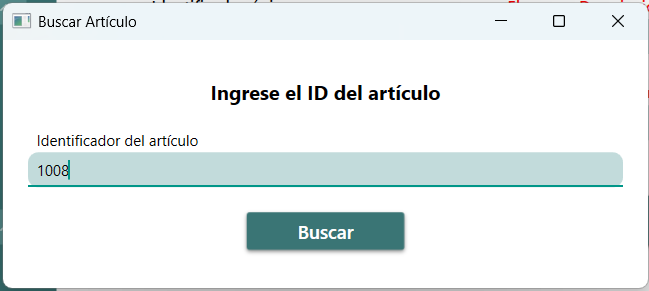 Buscar Artículo
Ingrese el ID del artículo
Identificador del artículo
1008
Buscar